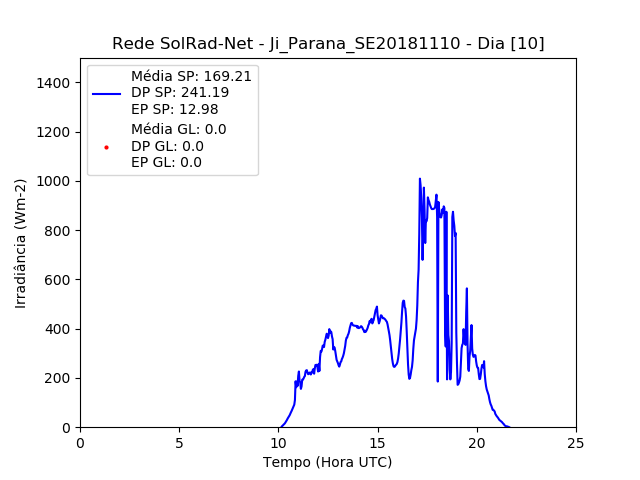 Rede SolRad-Net - Ji_Parana_SE20181110 - Dia [10]
Média SP: 169.21
DP SP: 241.19
EP SP: 12.98
Média GL: 0.0
DP GL: 0.0
EP GL: 0.0
1400
1200
1000
800
600
400
200
0
Irradiância (Wm-2)
0 5 10 15 20 25
Tempo (Hora UTC)